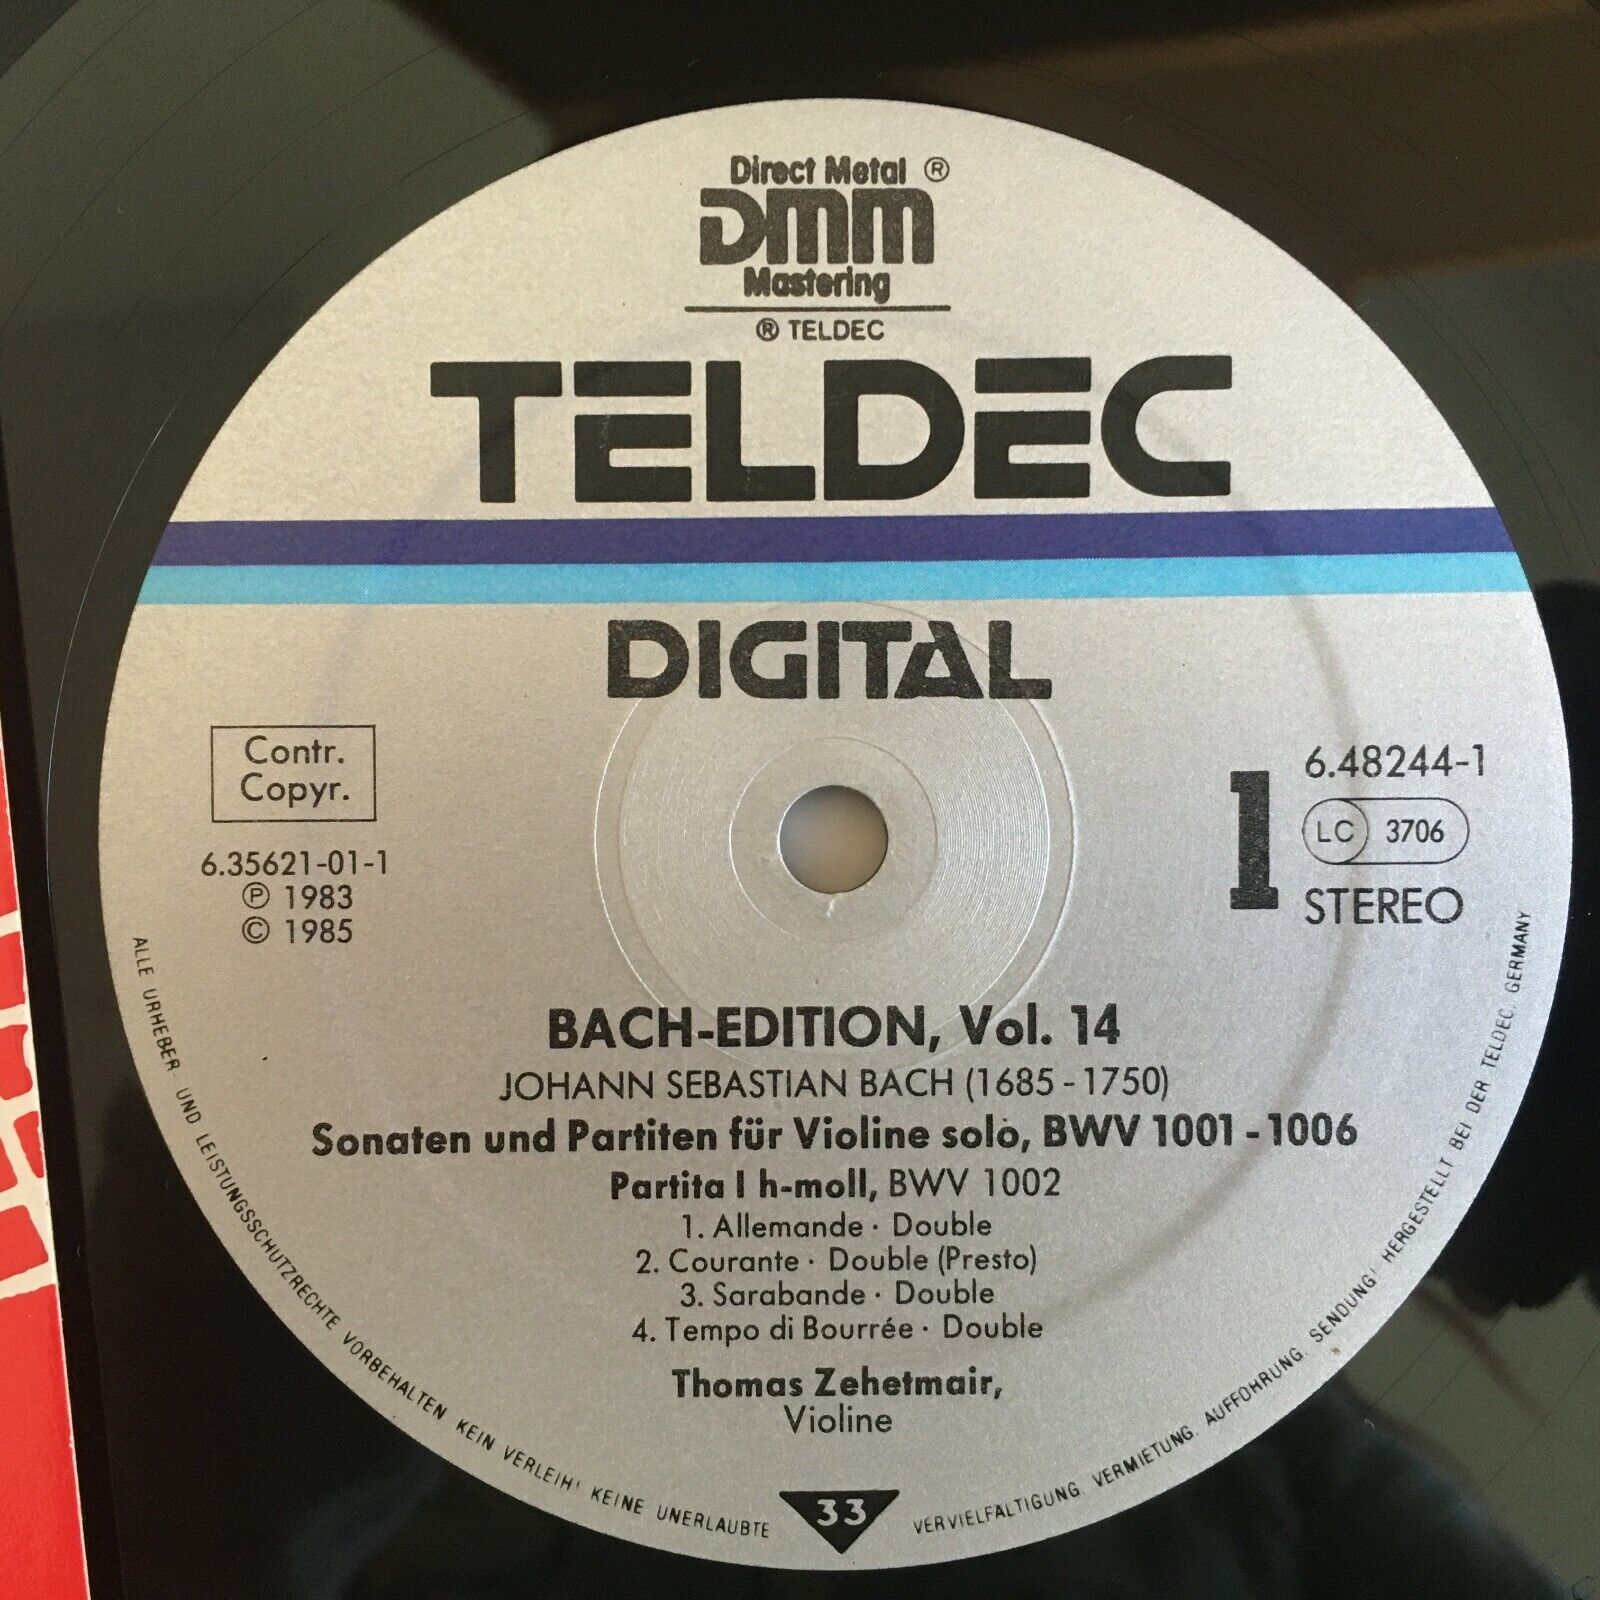 Direct Metal ®
DMM
Mastering
® TELDEC
TELDEC
DIGITAL
Contr.
Copyr.
6.35621-01-1
℗ 1983
© 1985
1
6.48244-1
LC 3706
STEREO
BACH-EDITION, Vol. 14
JOHANN SEBASTIAN BACH (1685 - 1750)
Sonaten und Partiten für Violine solo, BWV 1001 - 1006
Partita I h-moll, BWV 1002
1. Allemande · Double
2. Courante · Double (Presto)
3. Sarabande · Double
4. Tempo di Bourrée · Double
Thomas Zehetmair,
Violine
33
ALLE URHEBER UND LEISTUNGSSCHUTZRECHTE VORBEHALTEN KEIN VERLEIH! KEINE UNERLAUBTE VERVIELFÄLTIGUNG, VERMIETUNG, AUFFÜHRUNG, SENDUNG! HERGESTELLT BEI DER TELDEC, GERMANY